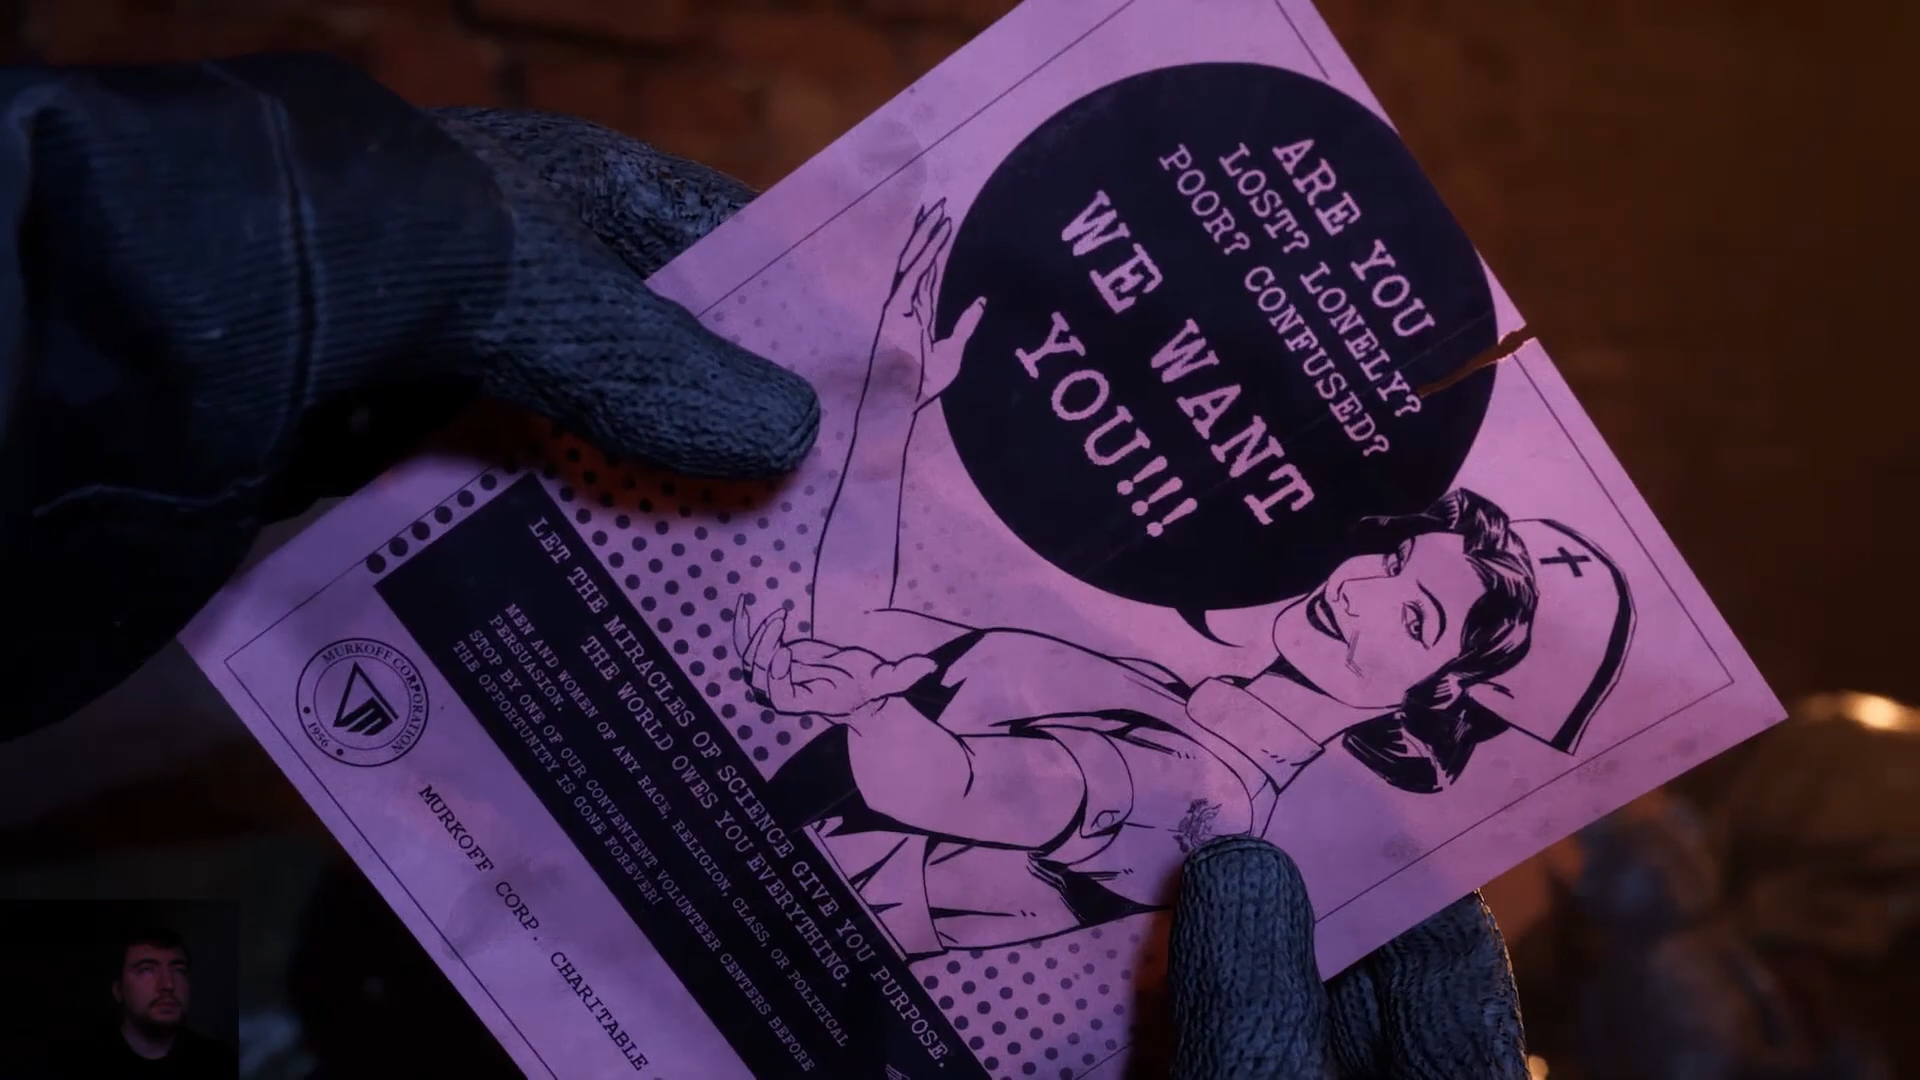 ARE YOU
LOST? LONELY?
POOR? CONFUSED?
WE WANT
YOU!!!
LET THE MIRACLES OF SCIENCE GIVE YOU PURPOSE.
THE WORLD OWES YOU EVERYTHING.
MEN AND WOMEN OF ANY RACE, RELIGION, CLASS, OR POLITICAL
PERSUASION.
STOP BY ONE OF OUR CONVENIENT VOLUNTEER CENTERS BEFORE
THE OPPORTUNITY IS GONE FOREVER!
MURKOFF CORPORATION
• 1956 •
MURKOFF CORP. CHARITABLE